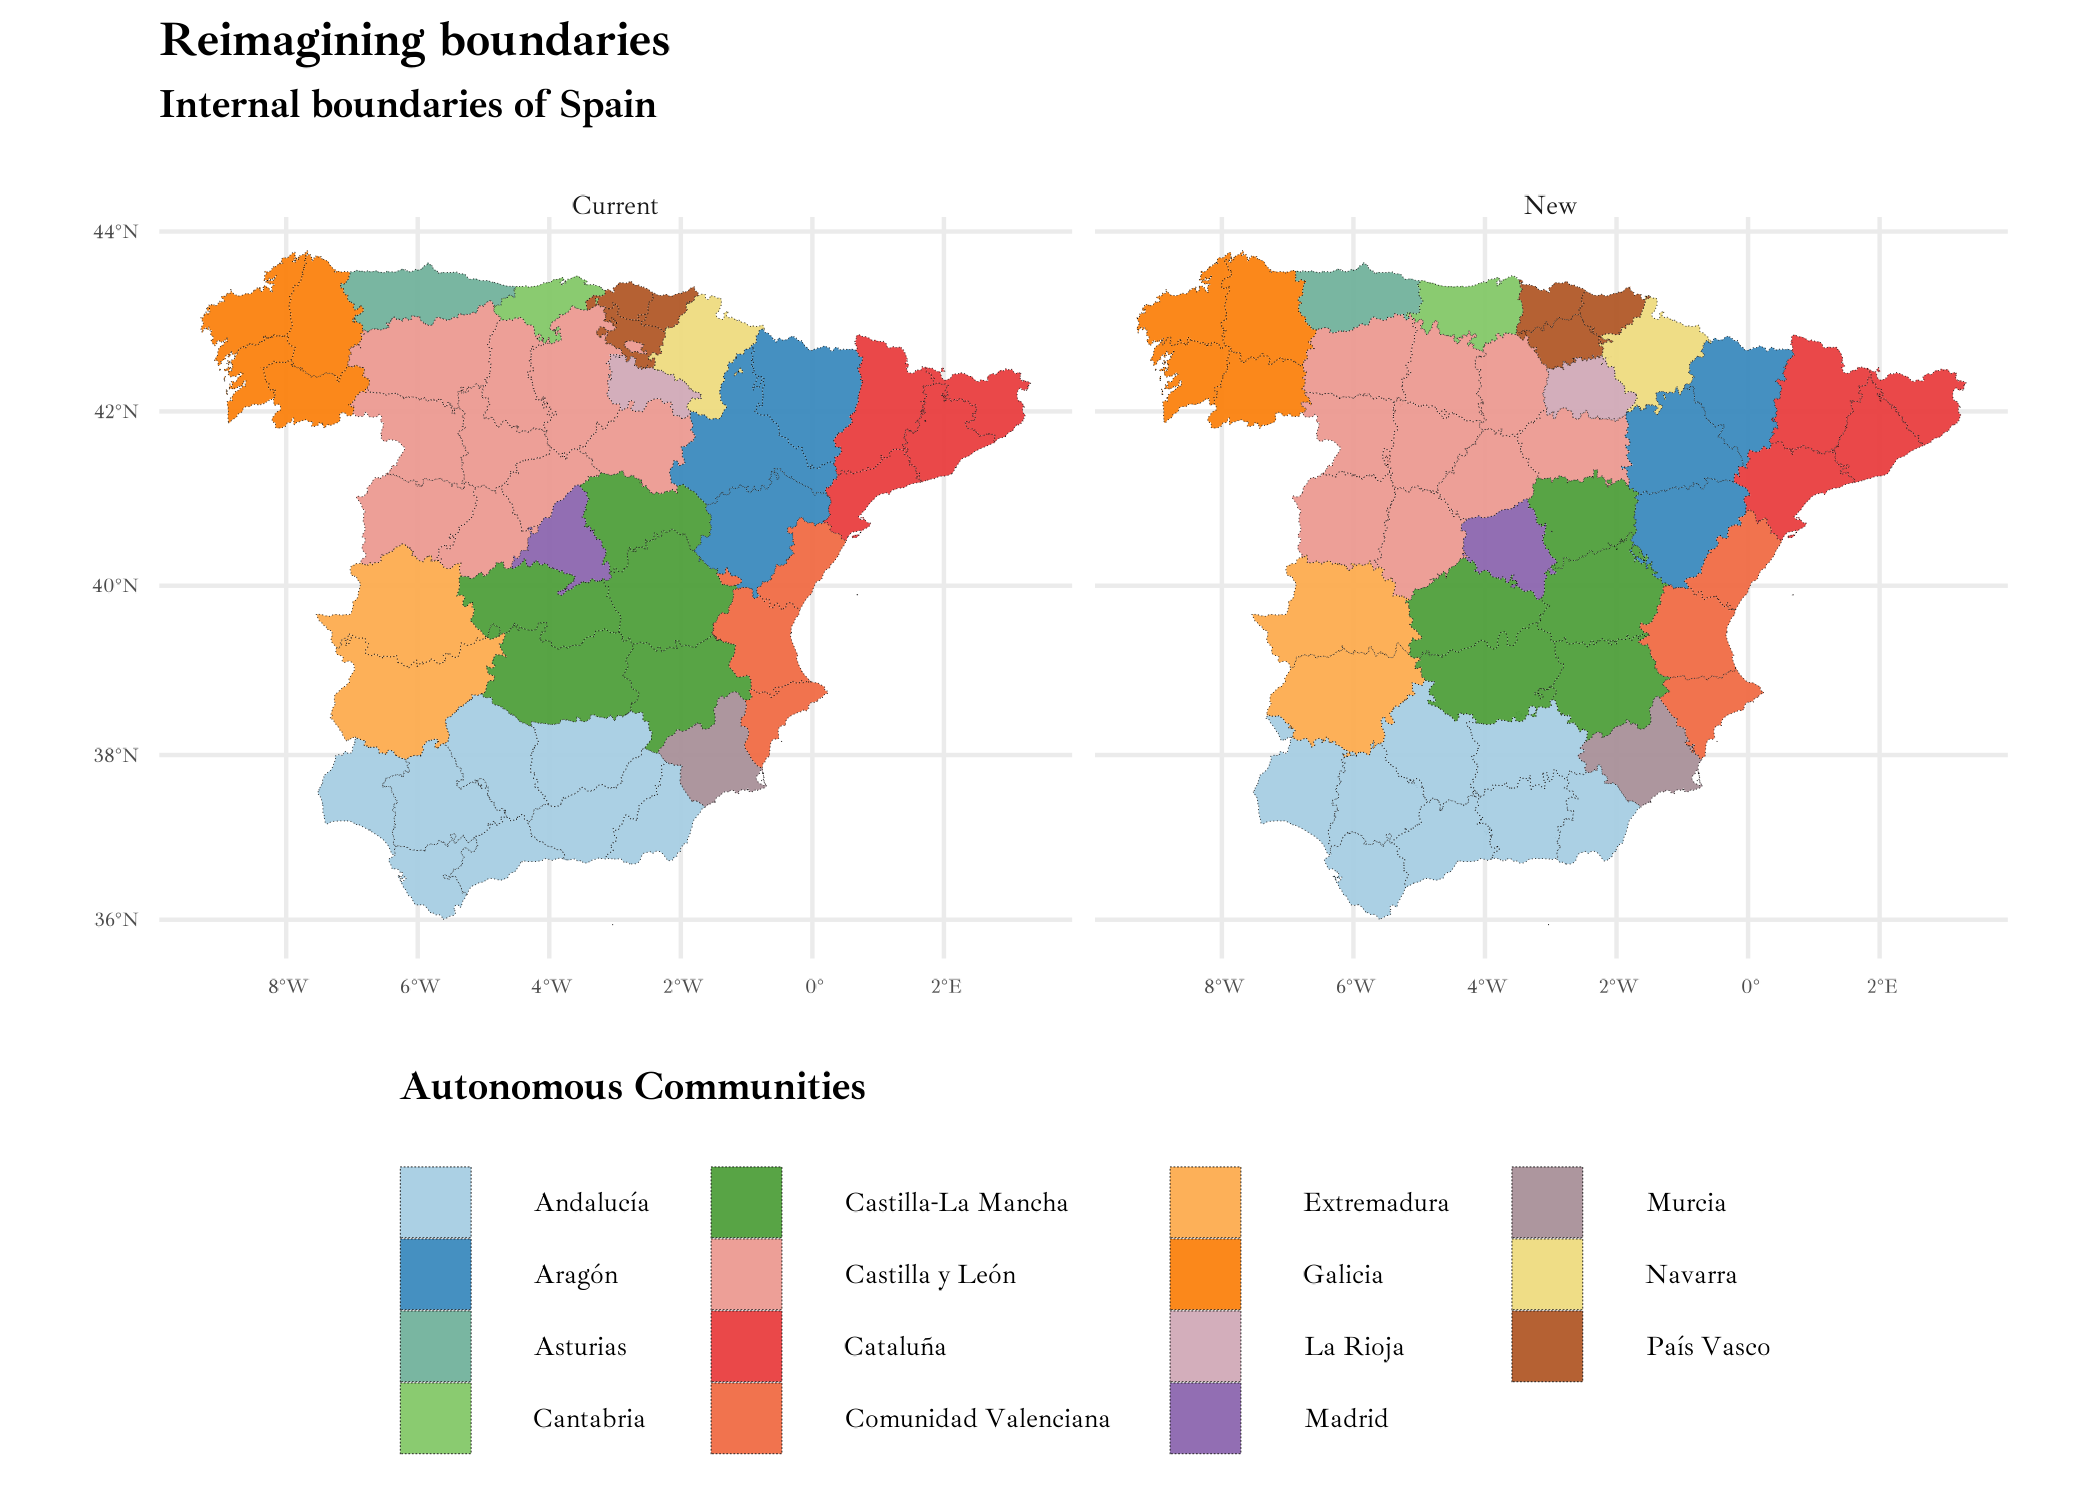 Reimagining boundaries
Internal boundaries of Spain
Current
New
44°N
42°N
40°N
38°N
36°N
8°W 6°W 4°W 2°W 0° 2°E
8°W 6°W 4°W 2°W 0° 2°E
Autonomous Communities
Andalucía
Aragón
Asturias
Cantabria
Castilla-La Mancha
Castilla y León
Cataluña
Comunidad Valenciana
Extremadura
Galicia
La Rioja
Madrid
Murcia
Navarra
País Vasco